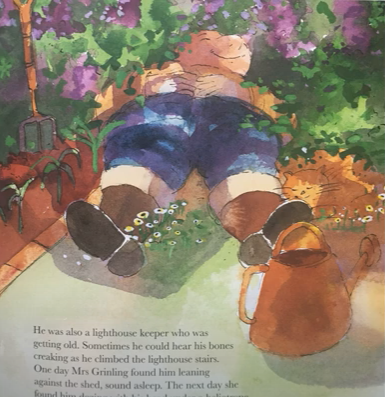 He was also a lighthouse keeper who was
getting old. Sometimes he could hear his bones
creaking as he climbed the lighthouse stairs.
One day Mrs Grinling found him leaning
against the shed, sound asleep. The next day she
found him